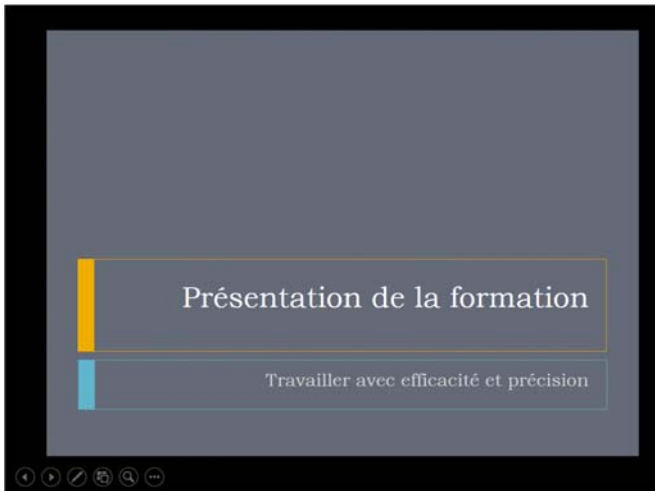 Présentation de la formation
Travailler avec efficacité et précision